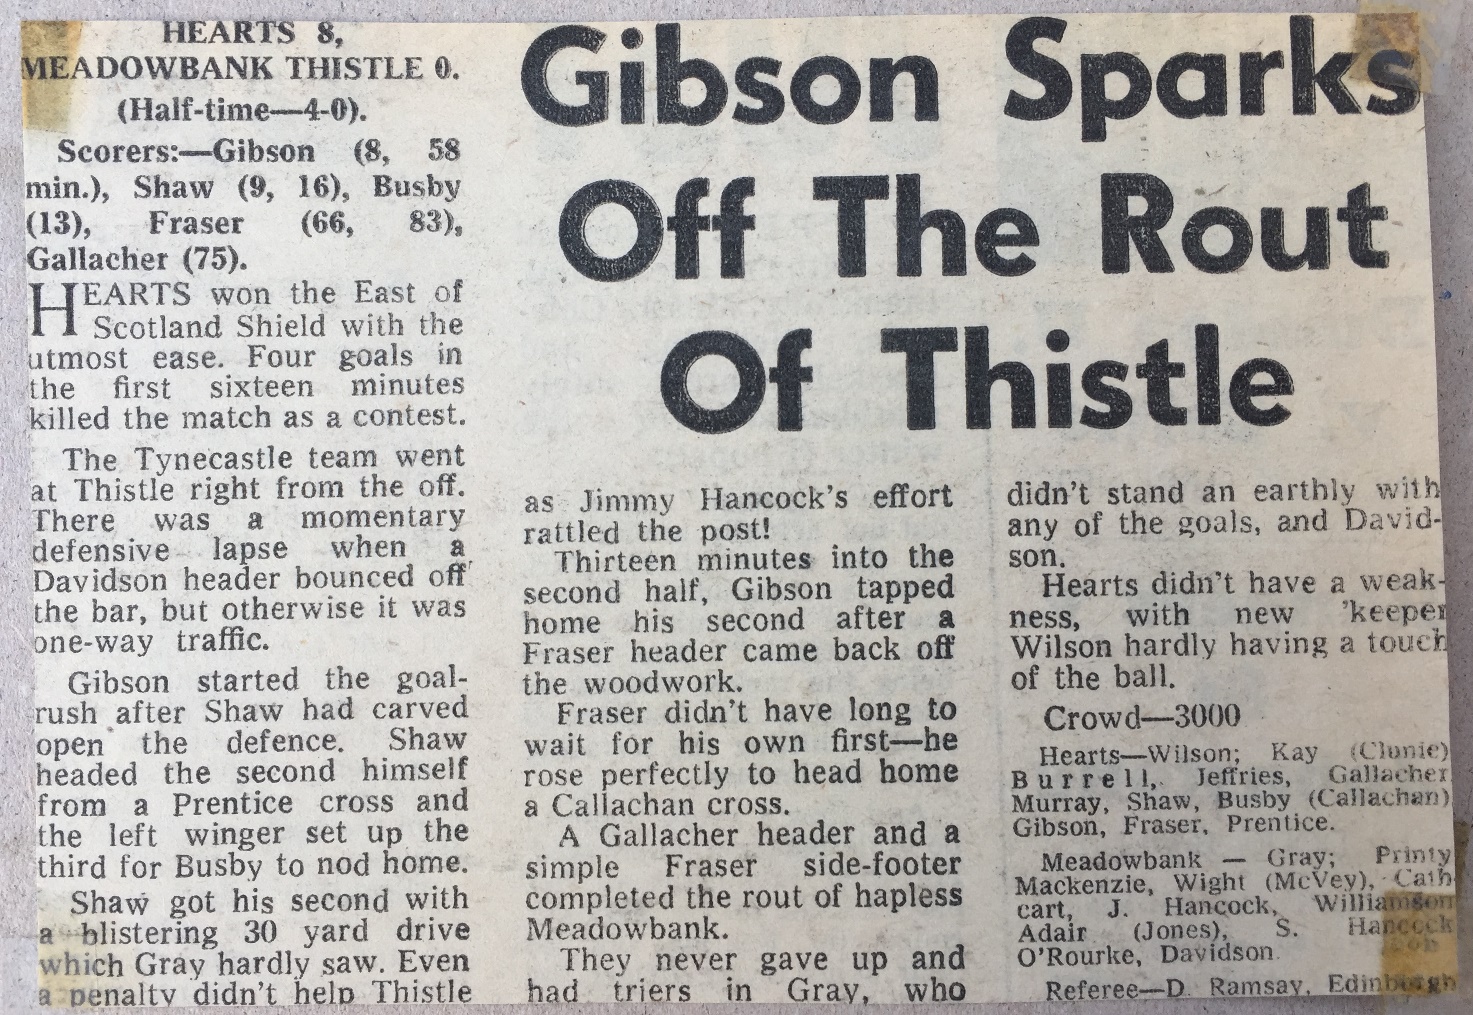 HEARTS 8,
MEADOWBANK THISTLE 0.
(Half-time—4-0).
Scorers:—Gibson (8, 58
min.), Shaw (9, 16), Busby
(13), Fraser (66, 83),
Gallacher (75).
HEARTS won the East of
Scotland Shield with the
utmost ease. Four goals in
the first sixteen minutes
killed the match as a contest.
The Tynecastle team went
at Thistle right from the off.
There was a momentary
defensive lapse when a
Davidson header bounced off
the bar, but otherwise it was
one-way traffic.
Gibson started the goal-
rush after Shaw had carved
open the defence. Shaw
headed the second himself
from a Prentice cross and
the left winger set up the
third for Busby to nod home.
Shaw got his second with
a blistering 30 yard drive
which Gray hardly saw. Even
a penalty didn't help Thistle
Gibson Sparks
Off The Rout
Of Thistle
as Jimmy Hancock's effort
rattled the post!
Thirteen minutes into the
second half, Gibson tapped
home his second after a
Fraser header came back off
the woodwork.
Fraser didn't have long to
wait for his own first—he
rose perfectly to head home
a Callachan cross.
A Gallacher header and a
simple Fraser side-footer
completed the rout of hapless
Meadowbank.
They never gave up and
had triers in Gray, who
didn't stand an earthly with
any of the goals, and David-
son.
Hearts didn't have a weak-
ness, with new 'keeper
Wilson hardly having a touch
of the ball.
Crowd—3000
Hearts—Wilson; Kay (Clunie)
Burrell, Jeffries, Gallacher
Murray, Shaw, Busby (Callachan)
Gibson, Fraser, Prentice.
Meadowbank — Gray; Printy
Mackenzie, Wight (McVey), Cath
cart, J. Hancock, Williamson
Adair (Jones), S. Hancock
O'Rourke, Davidson.
Referee—D. Ramsay, Edinburgh